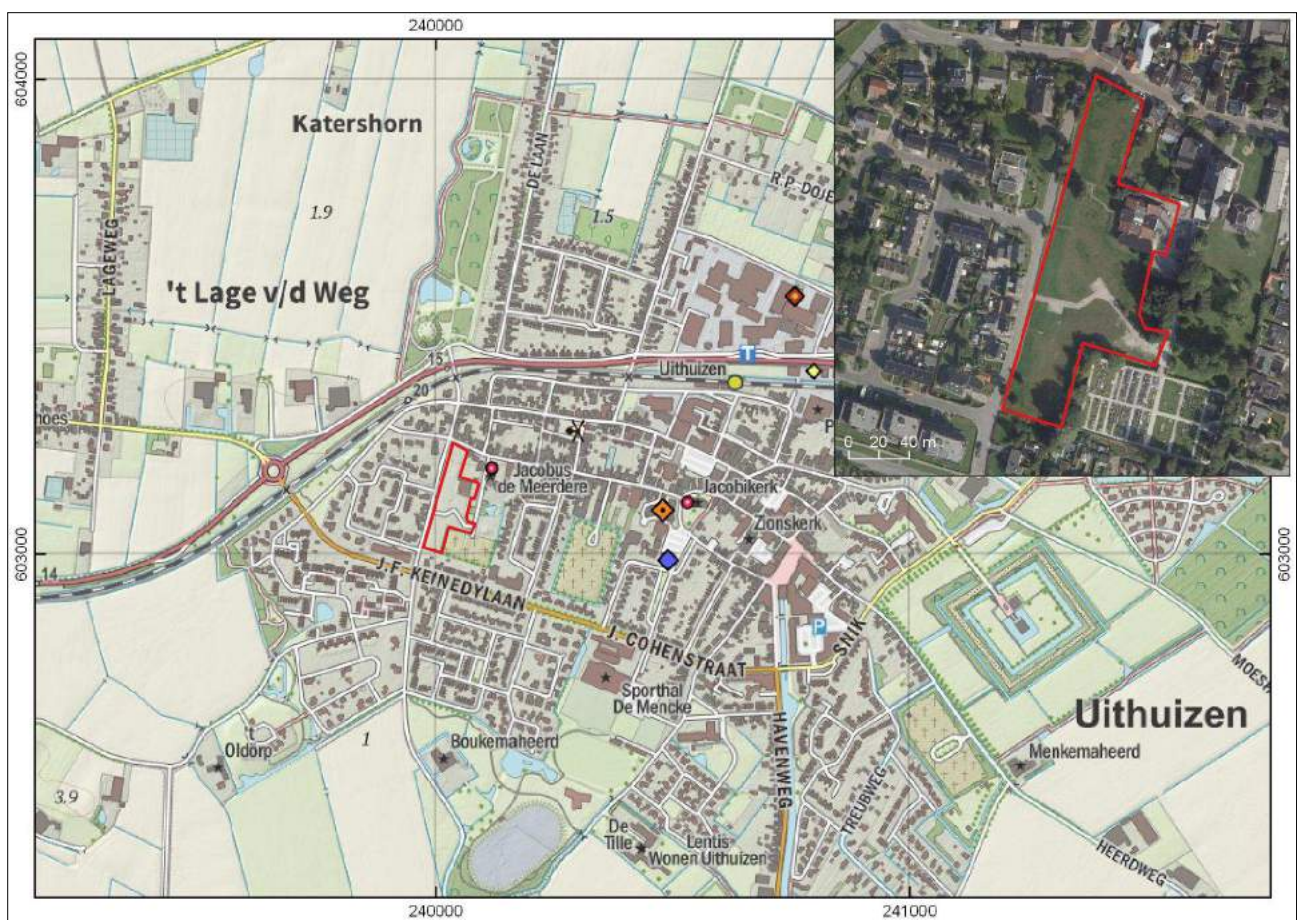 240000
604000
Katershorn
DE LAAN
R.P. DOJE
1.9
1.5
LAGEWEG
't Lage v/d Weg
15
T
20
Uithuizen
hoes
P
0 20 40 m
Jacobus
de Meerdere
Jacobikerk
Zionskerk
603000
603000
14
J.F. KENNEDYLAAN
J. COHENSTRAAT
P
SNIK
MOESH
Sporthal
De Mencke
Uithuizen
't
Oldorp
1
Boukemaheerd
HAVENWEG
Menkemaheerd
3.9
TREUBWEG
De
Tille
Lentis
Wonen Uithuizen
HEERDWEG
240000
241000